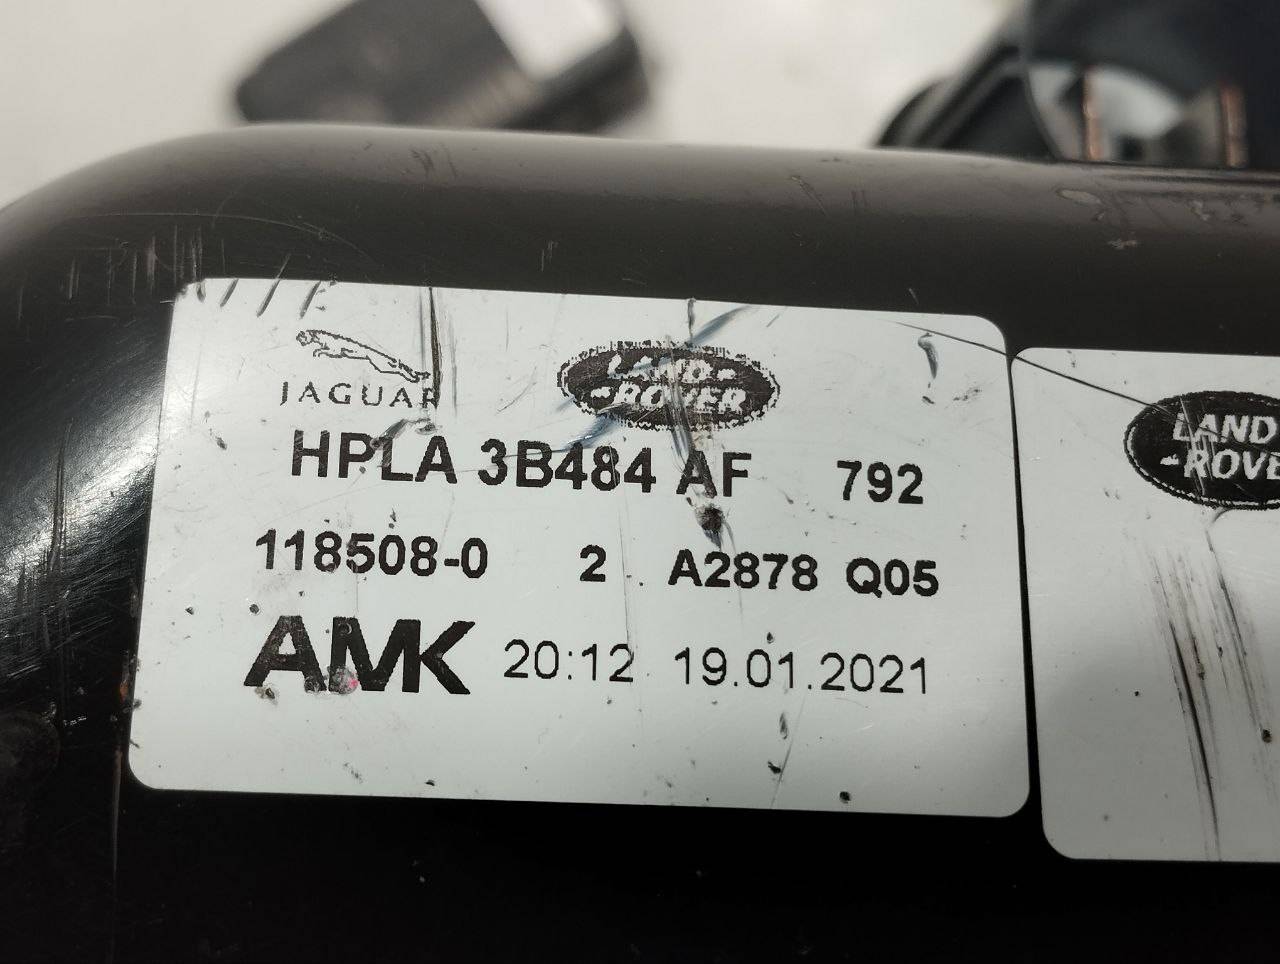 JAGUAR
LAND-
-ROVER
HPLA 3B484 AF 792
118508-0 2 A2878 Q05
AMK 20:12 19.01.2021
LAND
-ROVE